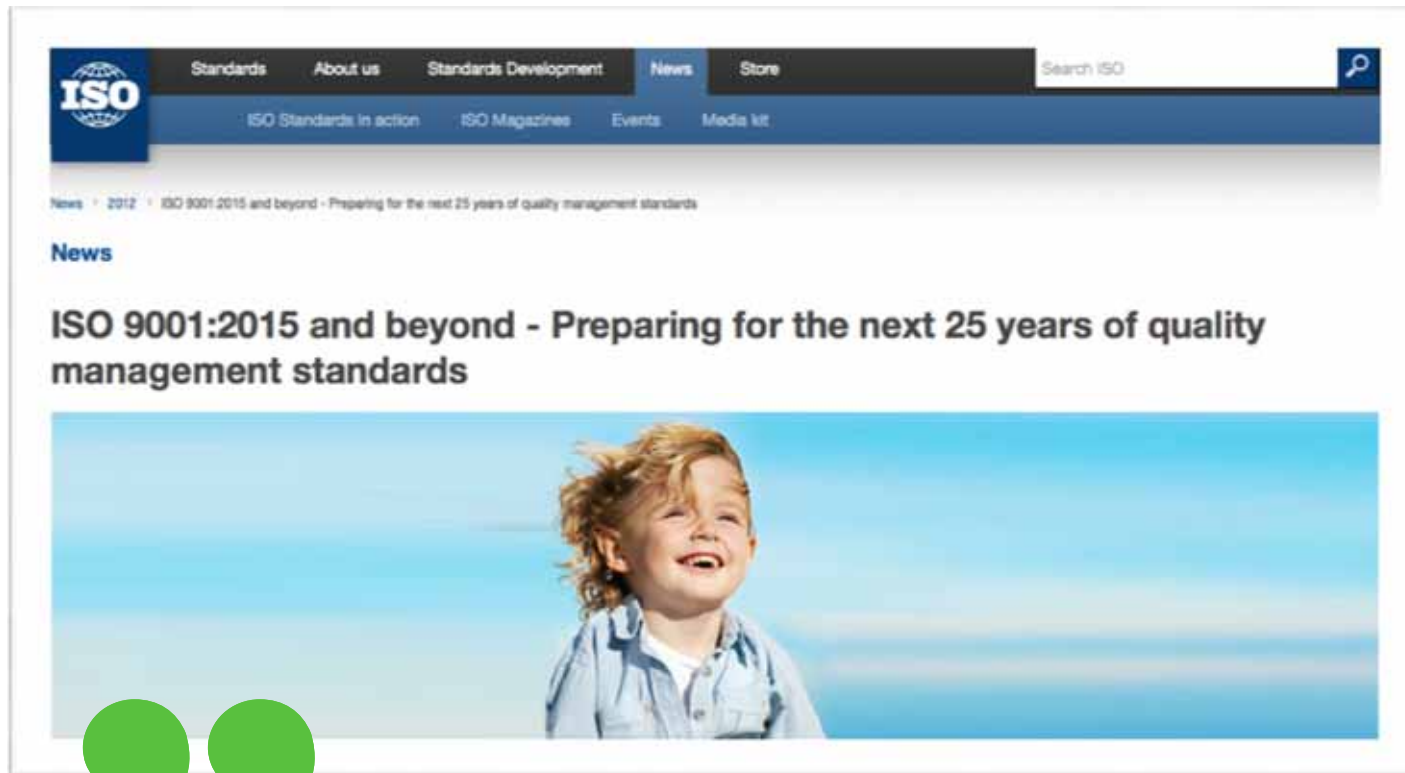 ISO
Standards About us Standards Development News Store Search ISO
ISO Standards in action ISO Magazines Events Media kit
News 2012 ISO 9001:2015 and beyond - Preparing for the next 25 years of quality management standards
News
ISO 9001:2015 and beyond - Preparing for the next 25 years of quality
management standards